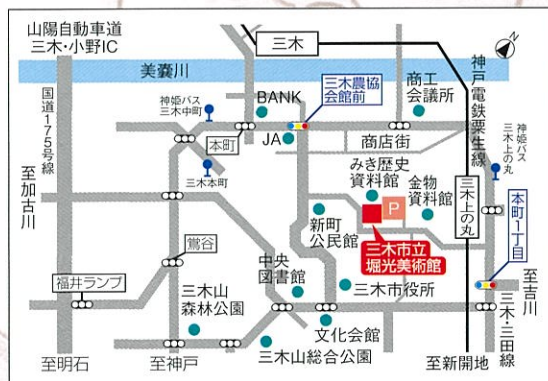 山陽自動車道
三木・小野IC
三木
美嚢川
神戸電鉄粟生線
国道175号線
神姫バス
三木中町
BANK
三木農協
会館前
商工
会議所
本町
JA
商店街
神姫バス
三木上の丸
三木本町
みき歴史
資料館
金物
資料館
P
三木上の丸
本町1丁目
至加古川
新町
公民館
三木市立
堀光美術館
鶯谷
中央
図書館
三木市役所
至吉川
福井ランプ
三木山
森林公園
文化会館
三木・三田線
至明石
至神戸
三木山総合公園
至新開地